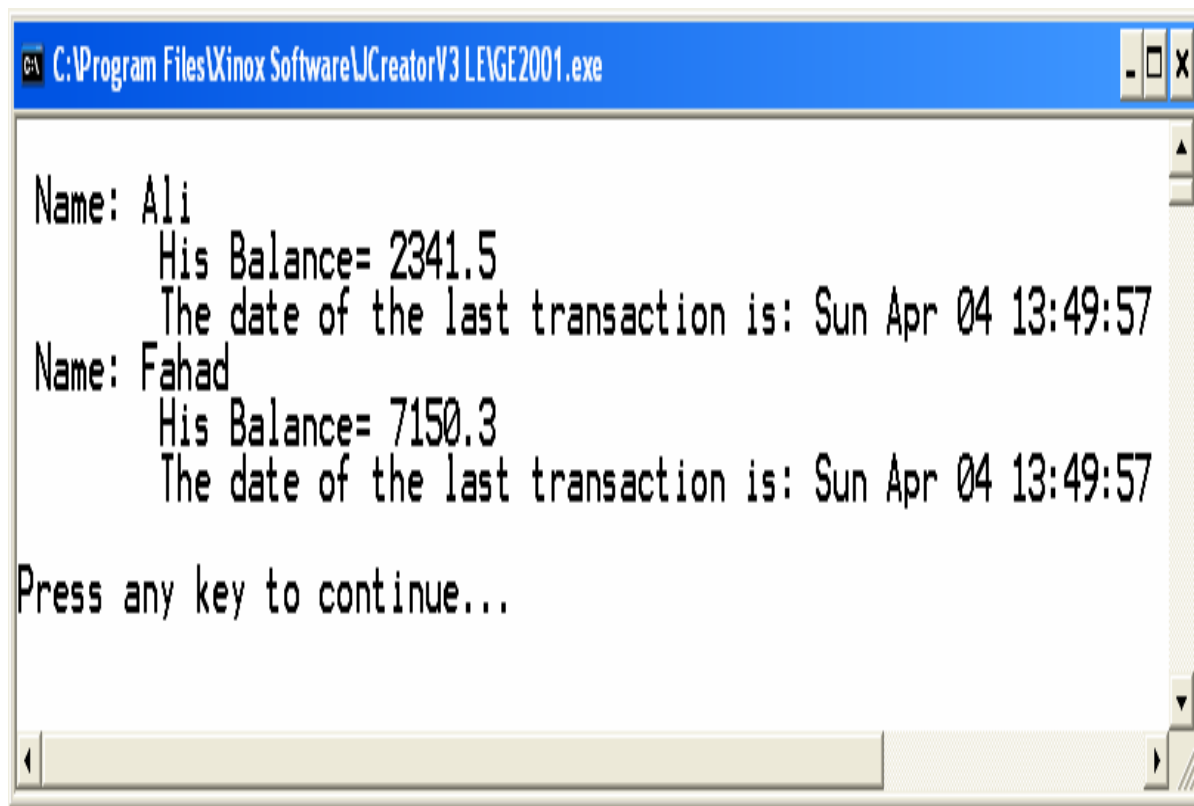 C:\Program Files\Xinox Software\JCreatorV3 LE\GE2001.exe
Name: Ali
His Balance= 2341.5
The date of the last transaction is: Sun Apr 04 13:49:57
Name: Fahad
His Balance= 7150.3
The date of the last transaction is: Sun Apr 04 13:49:57
Press any key to continue...